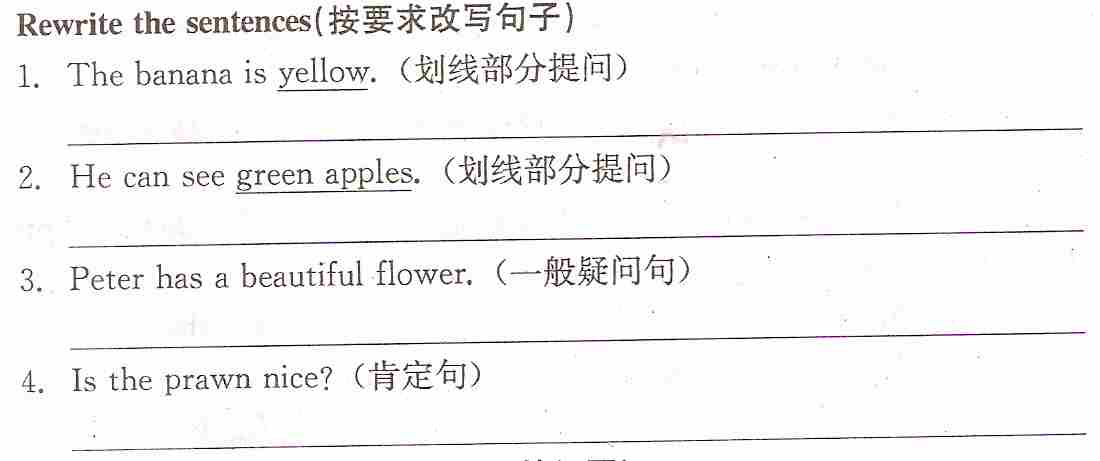 Rewrite the sentences(按要求改写句子)
1. The banana is yellow.（划线部分提问）
2. He can see green apples.（划线部分提问）
3. Peter has a beautiful flower.（一般疑问句）
4. Is the prawn nice?（肯定句）